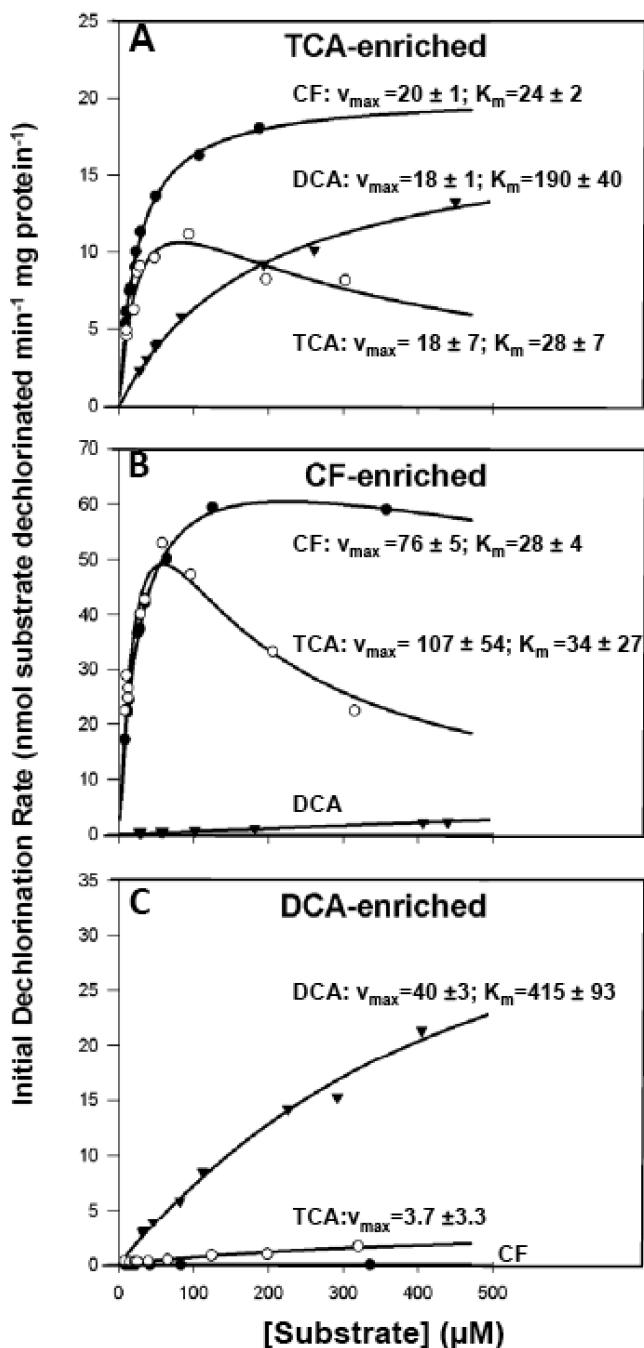 Initial Dechlorination Rate (nmol substrate dechlorinated min⁻¹ mg protein⁻¹)
A
TCA-enriched
25
20
15
10
5
0
CF: vmax=20 ± 1; Km=24 ± 2
DCA: vmax=18 ± 1; Km=190 ± 40
TCA: vmax= 18 ± 7; Km=28 ± 7
B
CF-enriched
70
60
50
40
30
20
10
0
CF: vmax=76 ± 5; Km=28 ± 4
TCA: vmax= 107 ± 54; Km=34 ± 27
DCA
C
DCA-enriched
35
30
25
20
15
10
5
0
DCA: vmax=40 ±3; Km=415 ± 93
TCA:vmax=3.7 ±3.3
CF
0 100 200 300 400 500
[Substrate] (µM)